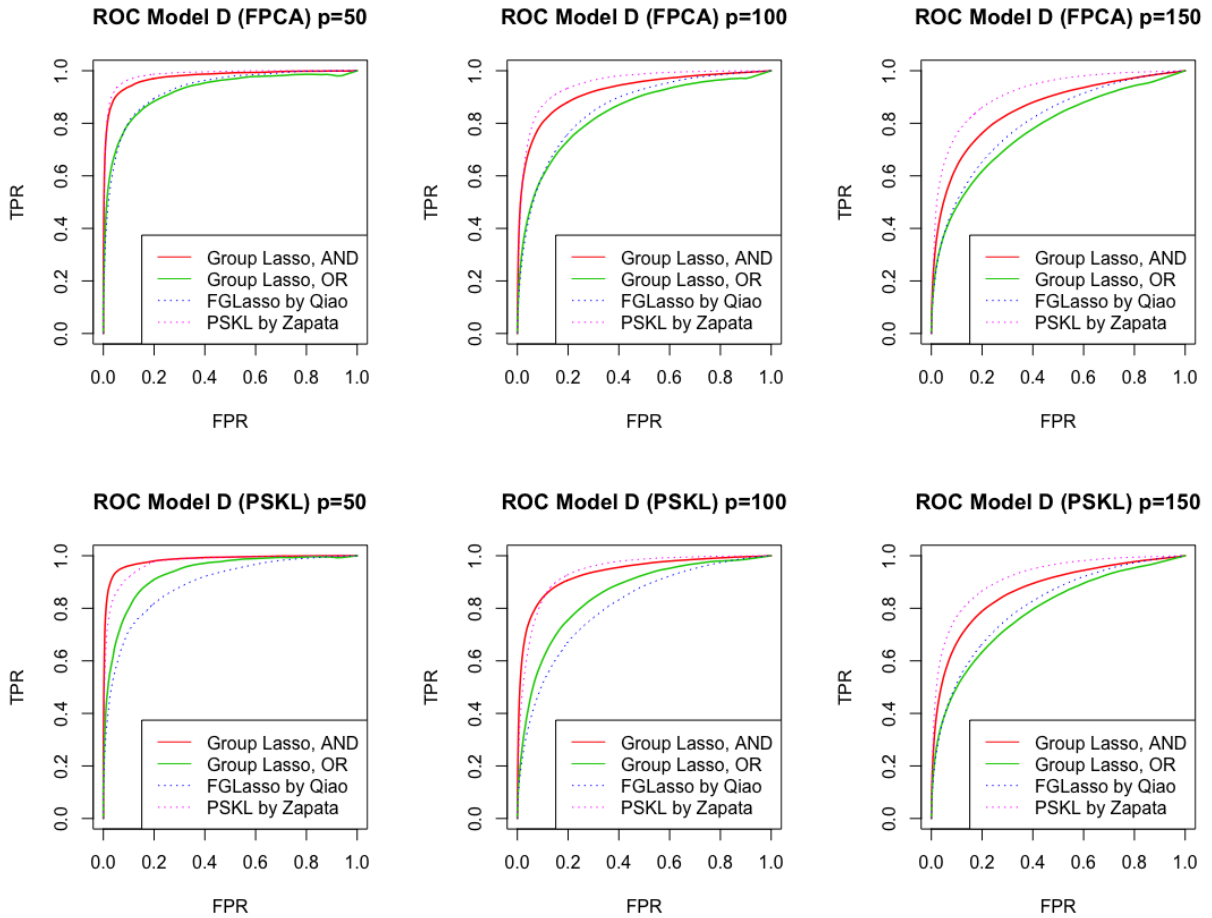 ROC Model D (FPCA) p=50
TPR
0.0 0.2 0.4 0.6 0.8 1.0
Group Lasso, AND
Group Lasso, OR
FGLasso by Qiao
PSKL by Zapata
0.0 0.2 0.4 0.6 0.8 1.0
FPR
ROC Model D (FPCA) p=100
TPR
0.0 0.2 0.4 0.6 0.8 1.0
Group Lasso, AND
Group Lasso, OR
FGLasso by Qiao
PSKL by Zapata
0.0 0.2 0.4 0.6 0.8 1.0
FPR
ROC Model D (FPCA) p=150
TPR
0.0 0.2 0.4 0.6 0.8 1.0
Group Lasso, AND
Group Lasso, OR
FGLasso by Qiao
PSKL by Zapata
0.0 0.2 0.4 0.6 0.8 1.0
FPR
ROC Model D (PSKL) p=50
TPR
0.0 0.2 0.4 0.6 0.8 1.0
Group Lasso, AND
Group Lasso, OR
FGLasso by Qiao
PSKL by Zapata
0.0 0.2 0.4 0.6 0.8 1.0
FPR
ROC Model D (PSKL) p=100
TPR
0.0 0.2 0.4 0.6 0.8 1.0
Group Lasso, AND
Group Lasso, OR
FGLasso by Qiao
PSKL by Zapata
0.0 0.2 0.4 0.6 0.8 1.0
FPR
ROC Model D (PSKL) p=150
TPR
0.0 0.2 0.4 0.6 0.8 1.0
Group Lasso, AND
Group Lasso, OR
FGLasso by Qiao
PSKL by Zapata
0.0 0.2 0.4 0.6 0.8 1.0
FPR